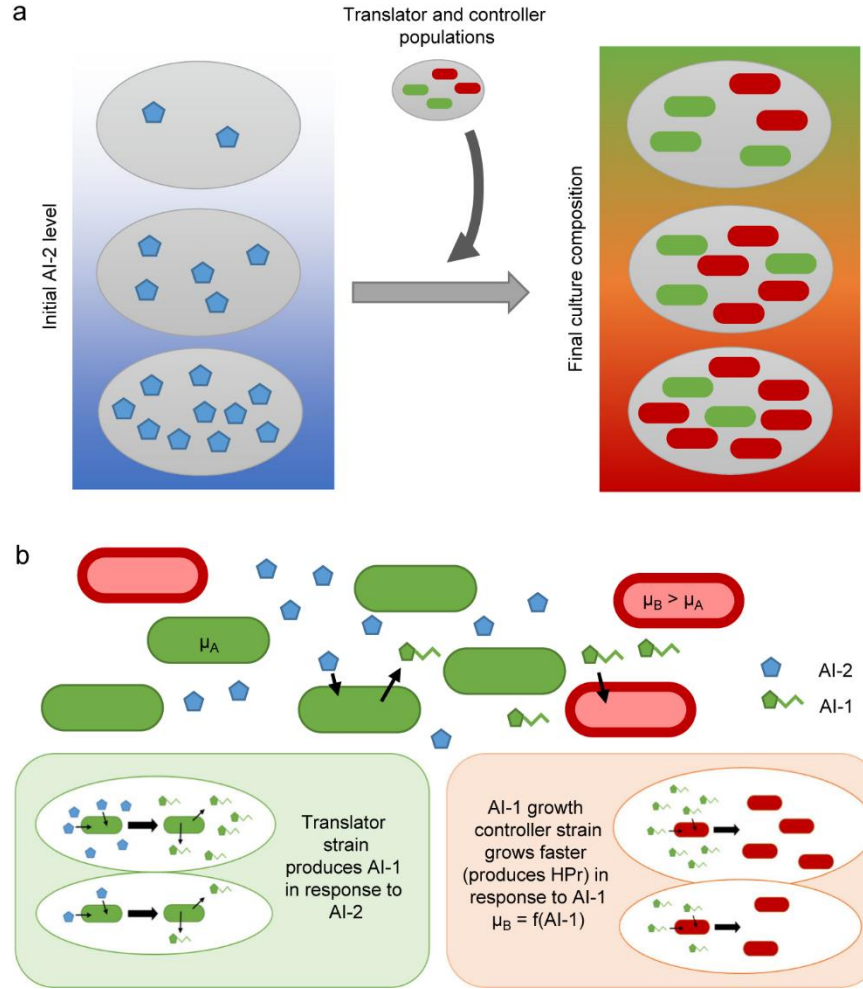 a
Translator and controller
populations
Initial AI-2 level
Final culture composition
b
μA
μB > μA
AI-2
AI-1
Translator
strain
produces AI-1
in response to
AI-2
AI-1 growth
controller strain
grows faster
(produces HPr) in
response to AI-1
μB = f(AI-1)